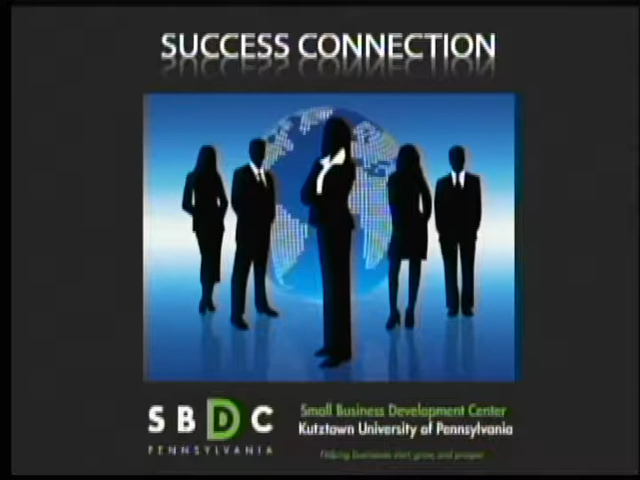 SUCCESS CONNECTION
SBDC
PENNSYLVANIA
Small Business Development Center
Kutztown University of Pennsylvania
Helping businesses start, grow, and prosper